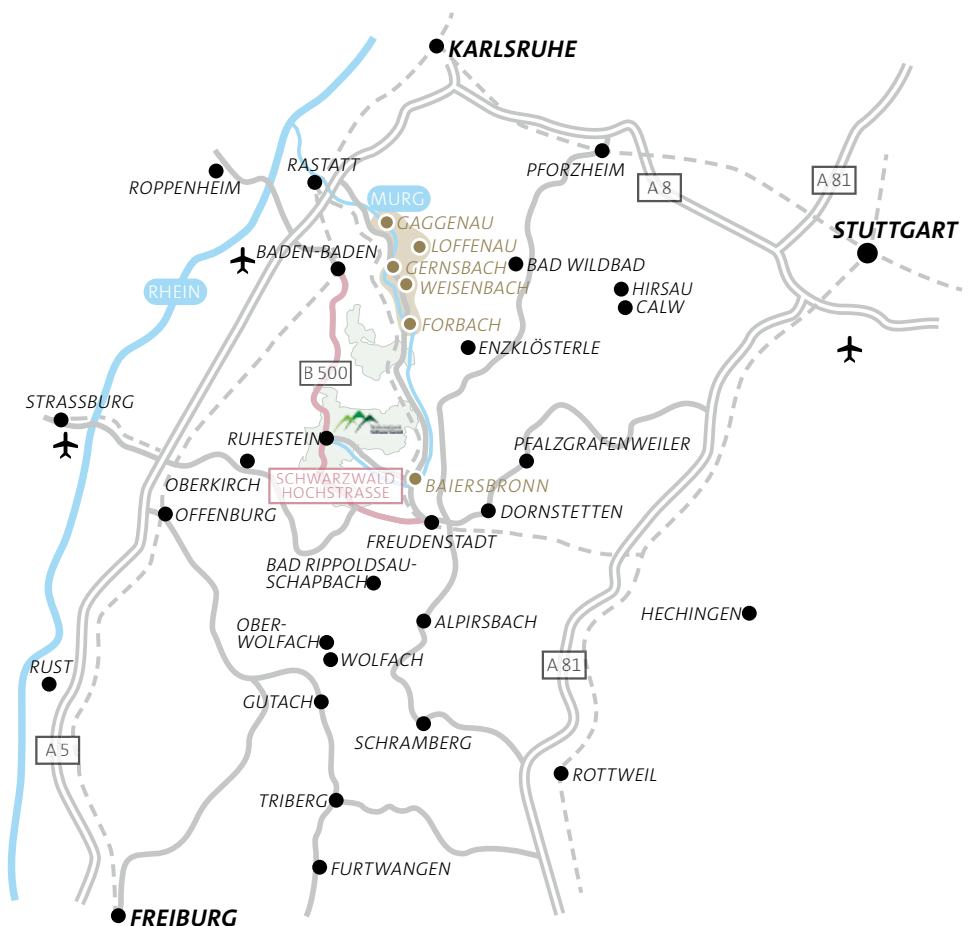 KARLSRUHE
PFORZHEIM
RASTATT
ROPPENHEIM
A 8
A 81
MURG
GAGGENAU
STUTTGART
LOFFENAU
BADEN-BADEN
GERNSBACH
BAD WILDBAD
WEISENBACH
HIRSAU
RHEIN
CALW
FORBACH
ENZKLÖSTERLE
B 500
STRASSBURG
RUHESTEIN
PFALZGRAFENWEILER
OBERKIRCH
SCHWARZWALD
HOCHSTRASSE
BAIERSBRONN
OFFENBURG
DORNSTETTEN
FREUDENSTADT
BAD RIPPOLDSAU-
SCHAPBACH
HECHINGEN
ALPIRSBACH
OBER-
WOLFACH
WOLFACH
A 81
RUST
GUTACH
SCHRAMBERG
A 5
ROTTWEIL
TRIBERG
FURTWANGEN
FREIBURG